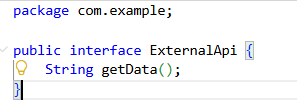 package com.example;
public interface ExternalApi {
    String getData();
}